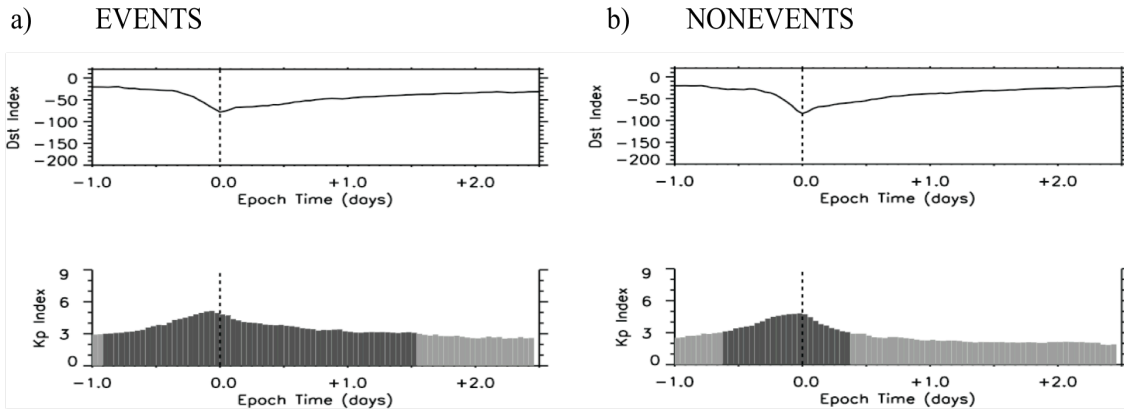 a) EVENTS
b) NONEVENTS
0
−50
−100
−150
−200
Dst Index
−1.0 0.0 +1.0 +2.0
Epoch Time (days)
0
−50
−100
−150
−200
Dst Index
−1.0 0.0 +1.0 +2.0
Epoch Time (days)
9
6
3
0
Kp Index
−1.0 0.0 +1.0 +2.0
Epoch Time (days)
9
6
3
0
Kp Index
−1.0 0.0 +1.0 +2.0
Epoch Time (days)